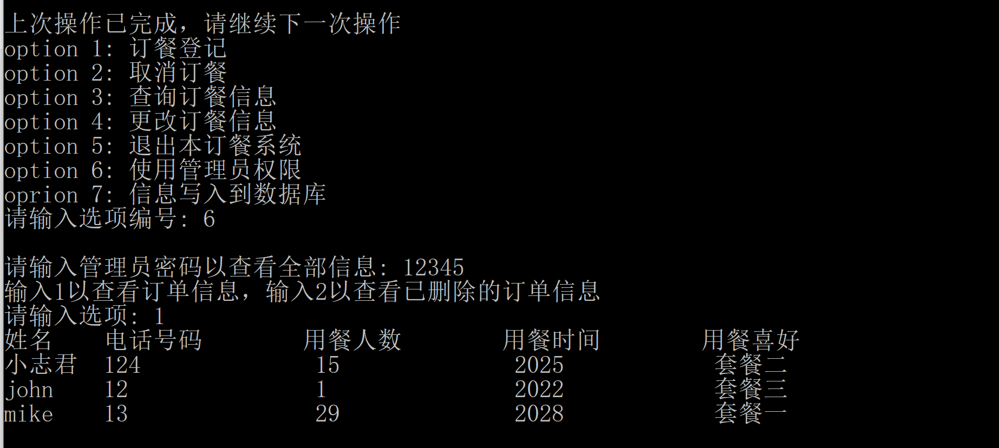 上次操作已完成，请继续下一次操作
option 1: 订餐登记
option 2: 取消订餐
option 3: 查询订餐信息
option 4: 更改订餐信息
option 5: 退出本订餐系统
option 6: 使用管理员权限
oprion 7: 信息写入到数据库
请输入选项编号: 6
请输入管理员密码以查看全部信息: 12345
输入1以查看订单信息，输入2以查看已删除的订单信息
请输入选项: 1
姓名 电话号码 用餐人数 用餐时间 用餐喜好
小志君 124 15 2025 套餐二
john 12 1 2022 套餐三
mike 13 29 2028 套餐一